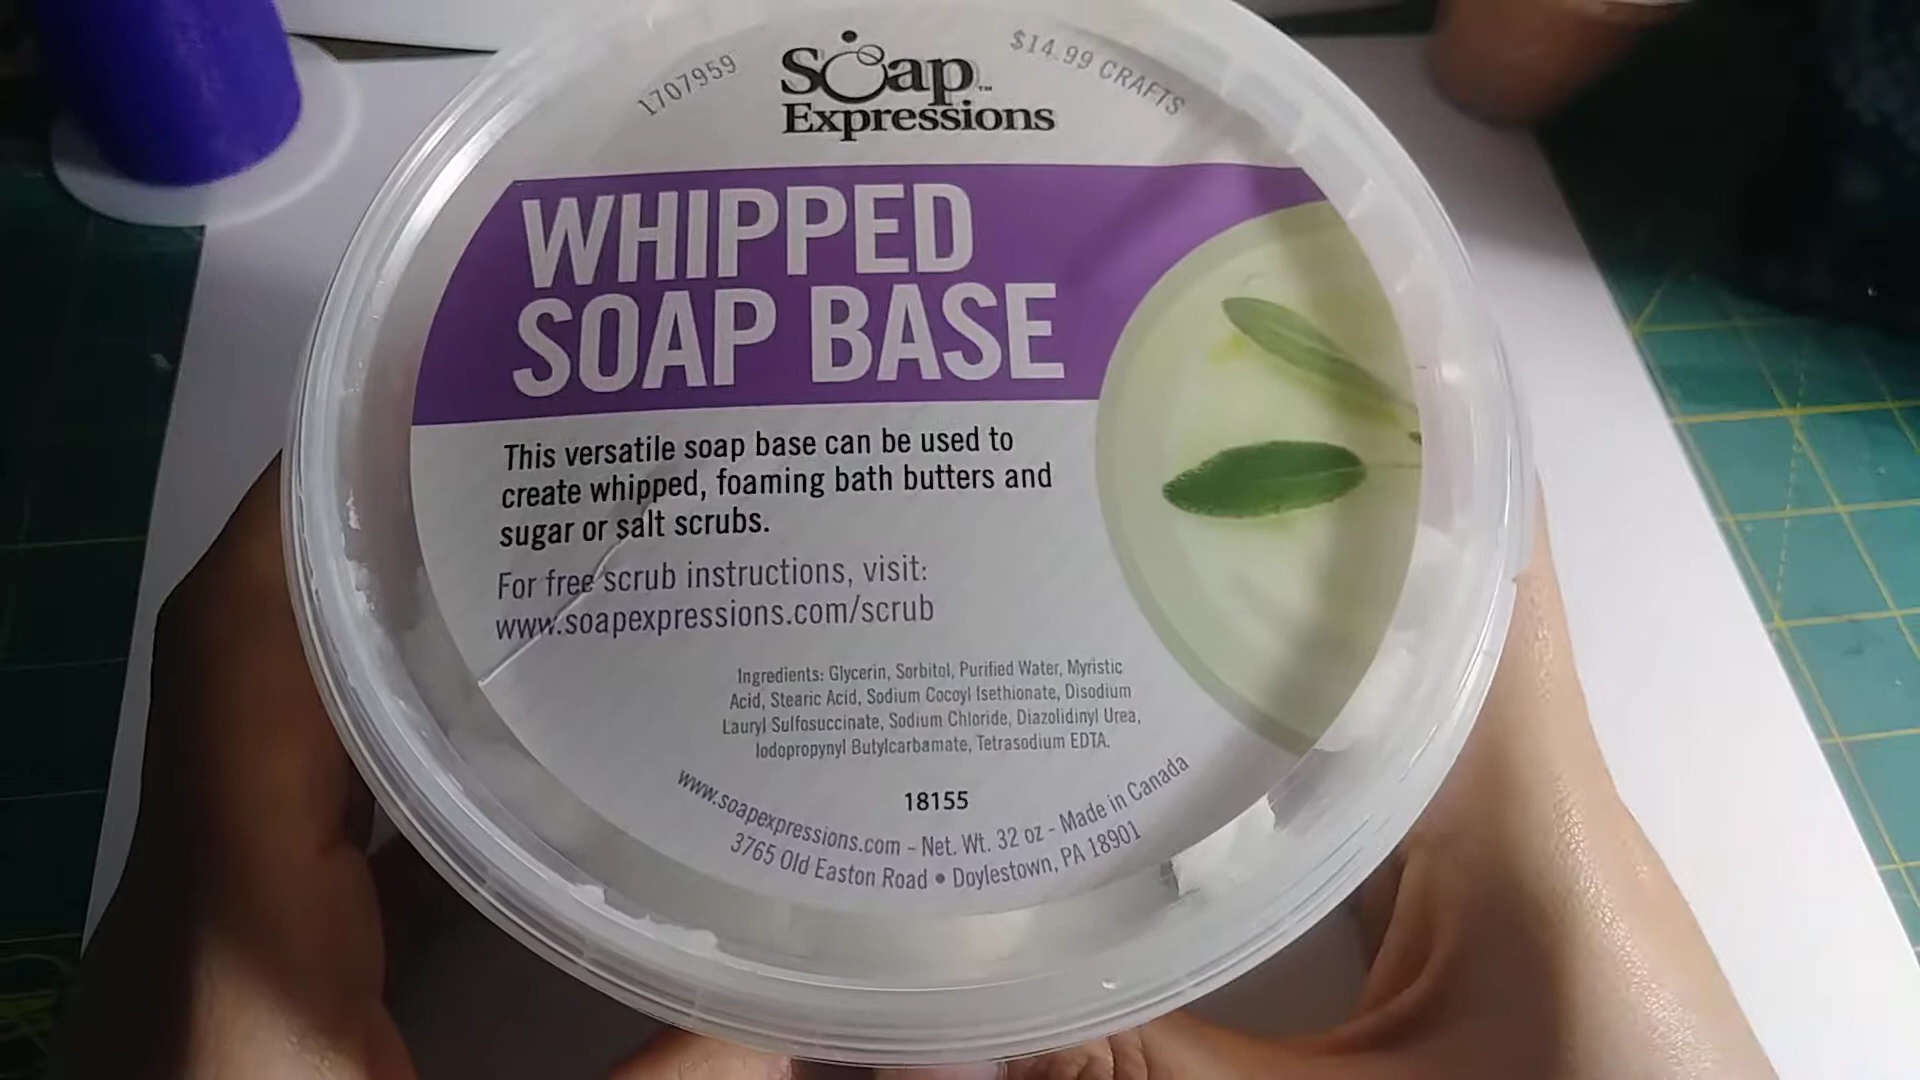 1707959
Soap™
Expressions
$14.99 CRAFTS
WHIPPED
SOAP BASE
This versatile soap base can be used to
create whipped, foaming bath butters and
sugar or salt scrubs.
For free scrub instructions, visit:
www.soapexpressions.com/scrub
Ingredients: Glycerin, Sorbitol, Purified Water, Myristic
Acid, Stearic Acid, Sodium Cocoyl Isethionate, Disodium
Lauryl Sulfosuccinate, Sodium Chloride, Diazolidinyl Urea,
Iodopropynyl Butylcarbamate, Tetrasodium EDTA.
18155
www.soapexpressions.com – Net. Wt. 32 oz – Made in Canada
3765 Old Easton Road • Doylestown, PA 18901